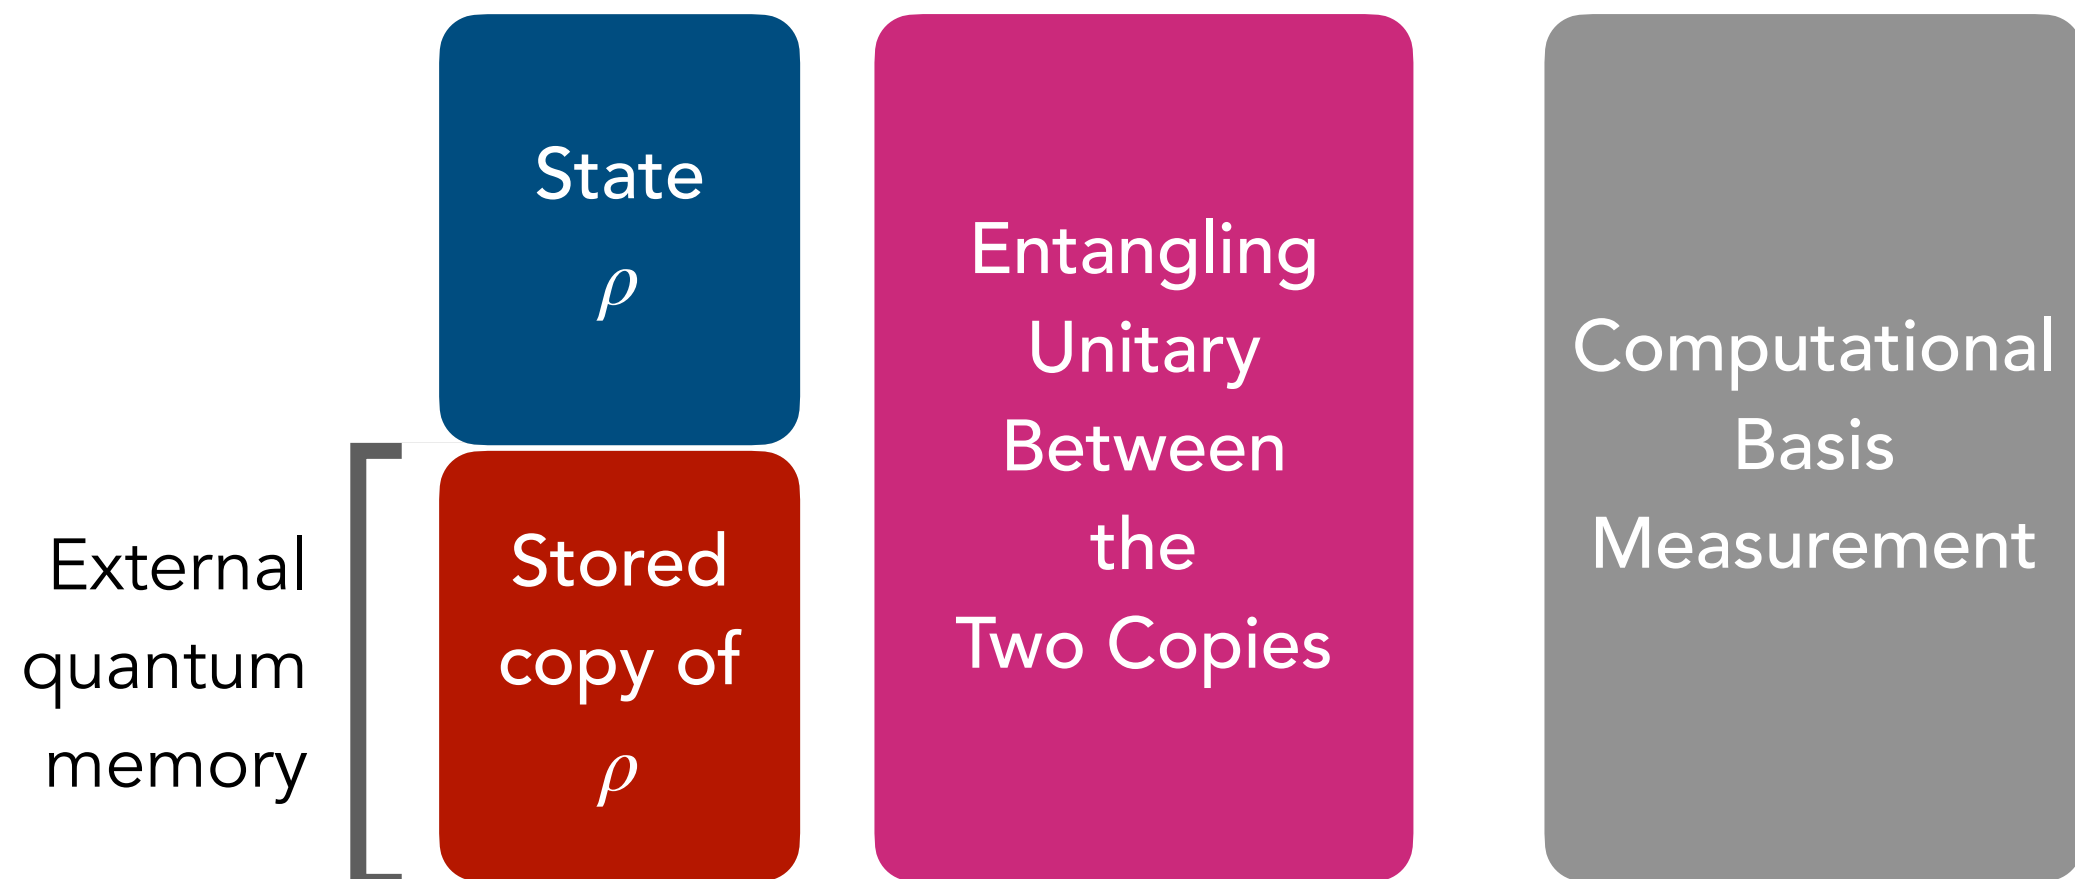 State
ρ
External
quantum
memory
Stored
copy of
ρ
Entangling
Unitary
Between
the
Two Copies
Computational
Basis
Measurement